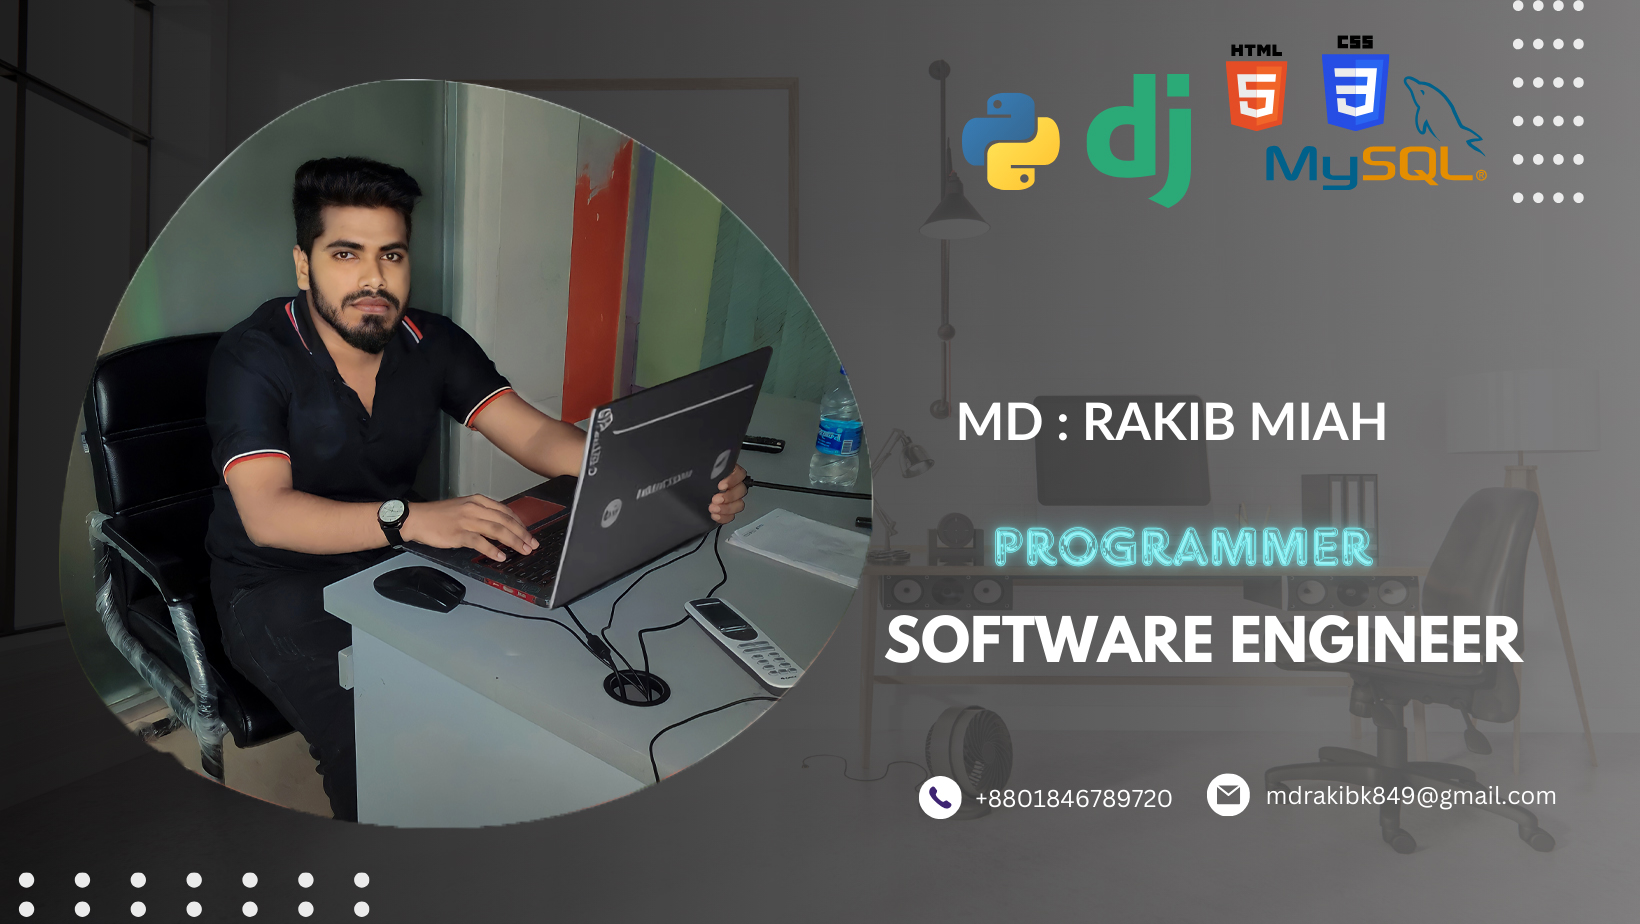 HTML
CSS
dj
MySQL®
MD : RAKIB MIAH
PROGRAMMER
SOFTWARE ENGINEER
+8801846789720
mdrakibk849@gmail.com